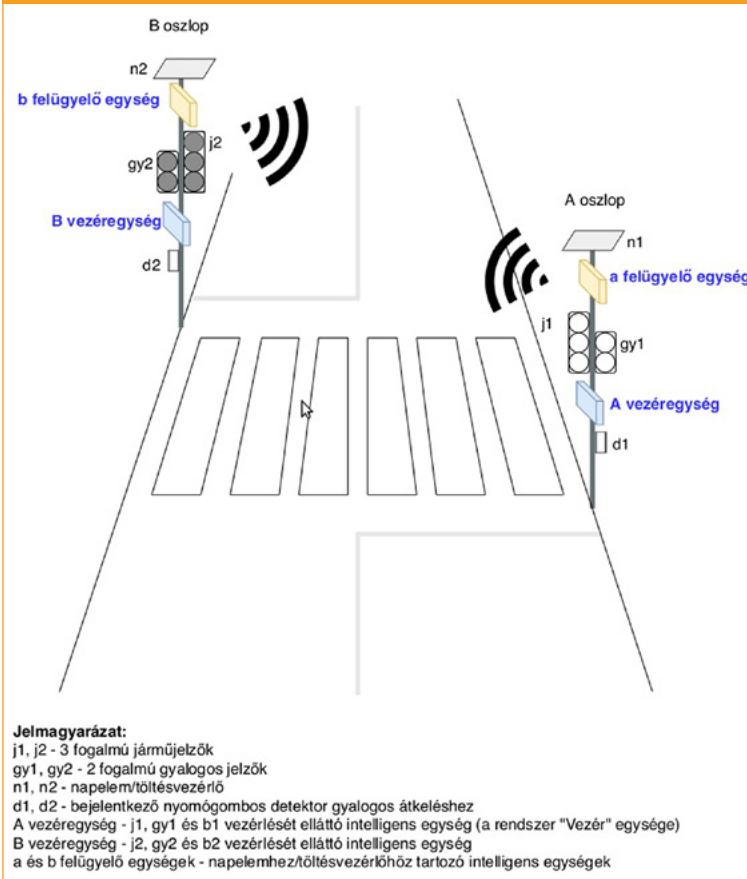 B oszlop
n2
b felügyelő egység
j2
gy2
B vezéregység
d2
A oszlop
n1
a felügyelő egység
j1
gy1
A vezéregység
d1
Jelmagyarázat:
j1, j2 - 3 fogalmú járműjelzők
gy1, gy2 - 2 fogalmú gyalogos jelzők
n1, n2 - napelem/töltésvezérlő
d1, d2 - bejelentkező nyomógombos detektor gyalogos átkeléshez
A vezéregység - j1, gy1 és b1 vezérlését elláttó intelligens egység (a rendszer "Vezér" egysége)
B vezéregység - j2, gy2 és b2 vezérlését ellátó intelligens egység
a és b felügyelő egységek - napelemhez/töltésvezérlőhöz tartozó intelligens egységek